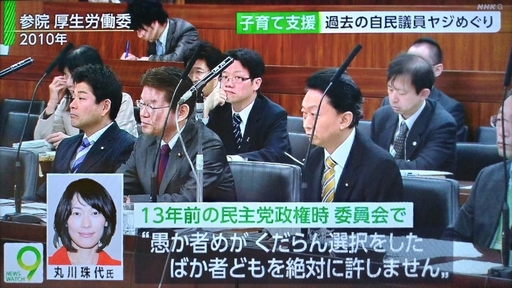 参院 厚生労働委
2010年
子育て支援
過去の自民議員ヤジめぐり
NHK G
13年前の民主党政権時 委員会で
“愚か者めが くだらん選択をした
ばか者どもを絶対に許しません„
丸川珠代氏
NEWS
WATCH
9